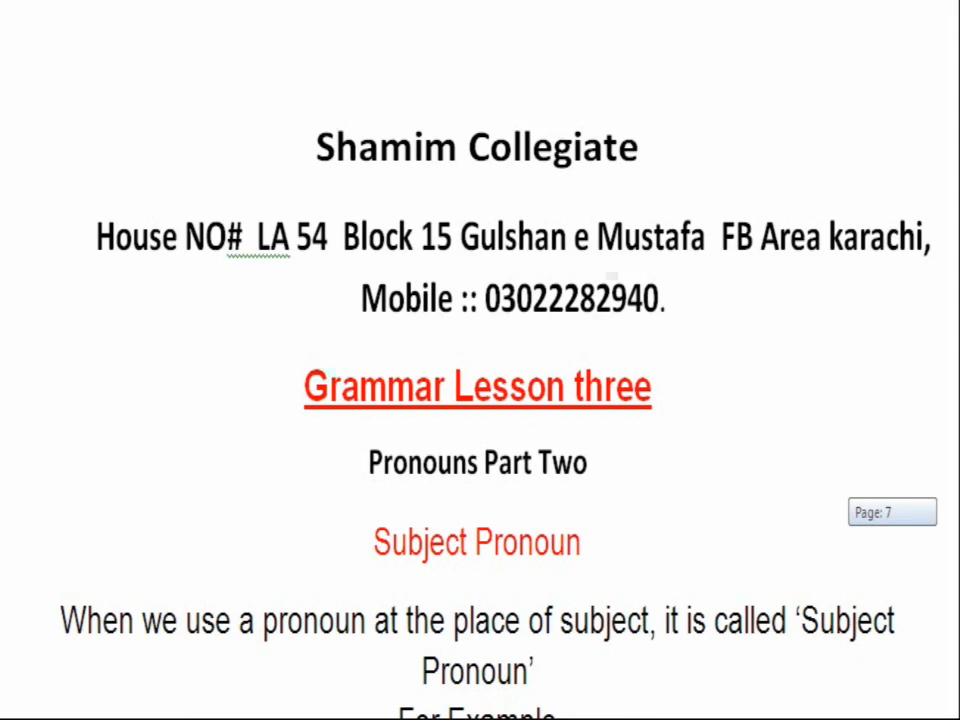 Shamim Collegiate
House NO#  LA 54  Block 15 Gulshan e Mustafa  FB Area karachi,
Mobile :: 03022282940.
Grammar Lesson three
Pronouns Part Two
Page: 7
Subject Pronoun
When we use a pronoun at the place of subject, it is called ‘Subject
Pronoun’
For Example